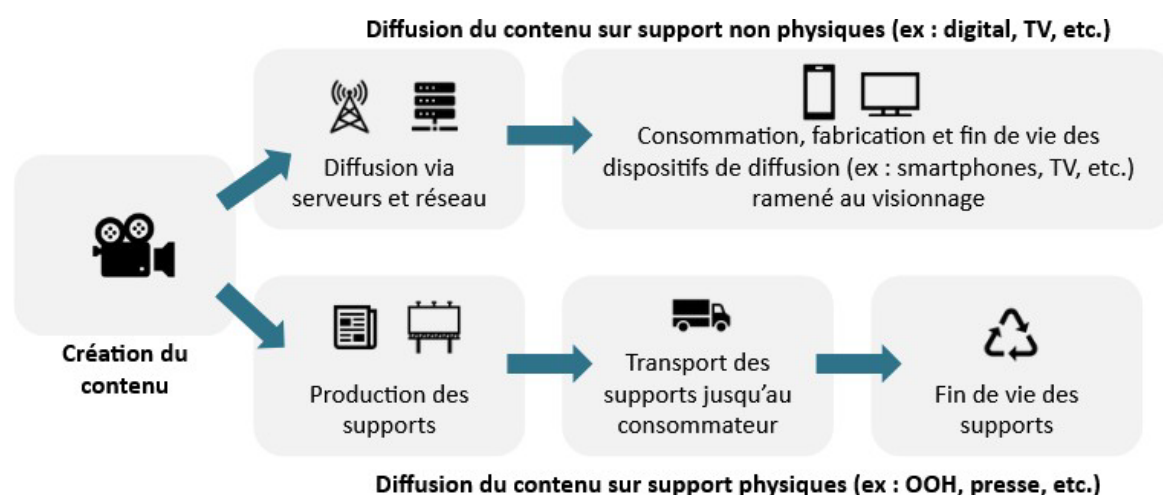 Diffusion du contenu sur support non physiques (ex : digital, TV, etc.)
Diffusion via
serveurs et réseau
Consommation, fabrication et fin de vie des
dispositifs de diffusion (ex : smartphones, TV, etc.)
ramené au visionnage
Création du
contenu
Production des
supports
Transport des
supports jusqu'au
consommateur
Fin de vie des
supports
Diffusion du contenu sur support physiques (ex : OOH, presse, etc.)